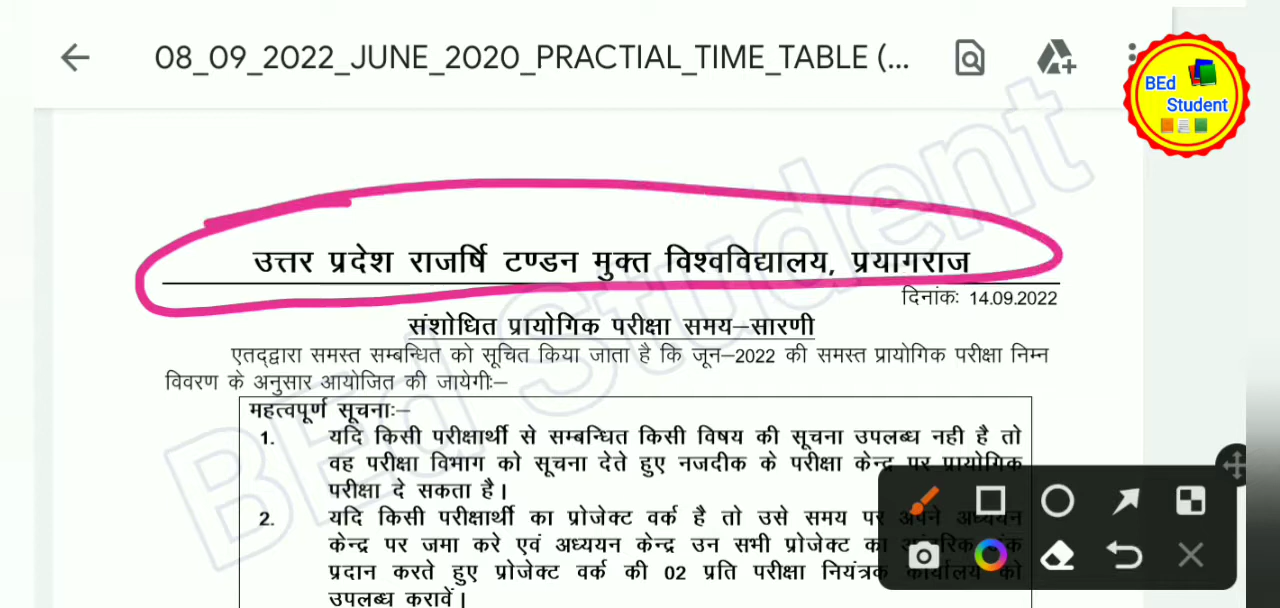 08_09_2022_JUNE_2020_PRACTIAL_TIME_TABLE (...
BEd
Student
BEd Student
उत्तर प्रदेश राजर्षि टण्डन मुक्त विश्वविद्यालय, प्रयागराज
दिनांकः 14.09.2022
संशोधित प्रायोगिक परीक्षा समय–सारणी
एतद्द्वारा समस्त सम्बन्धित को सूचित किया जाता है कि जून–2022 की समस्त प्रायोगिक परीक्षा निम्न
विवरण के अनुसार आयोजित की जायेगीः–
महत्वपूर्ण सूचनाः–
1. यदि किसी परीक्षार्थी से सम्बन्धित किसी विषय की सूचना उपलब्ध नही है तो
वह परीक्षा विभाग को सूचना देते हुए नजदीक के परीक्षा केन्द्र पर प्रायोगिक
परीक्षा दे सकता है।
2. यदि किसी परीक्षार्थी का प्रोजेक्ट वर्क है तो उसे समय पर अपने अध्ययन
केन्द्र पर जमा करे एवं अध्ययन केन्द्र उन सभी प्रोजेक्ट का आंतरिक अंक
प्रदान करते हुए प्रोजेक्ट वर्क की 02 प्रति परीक्षा नियंत्रक कार्यालय को
उपलब्ध करावें।